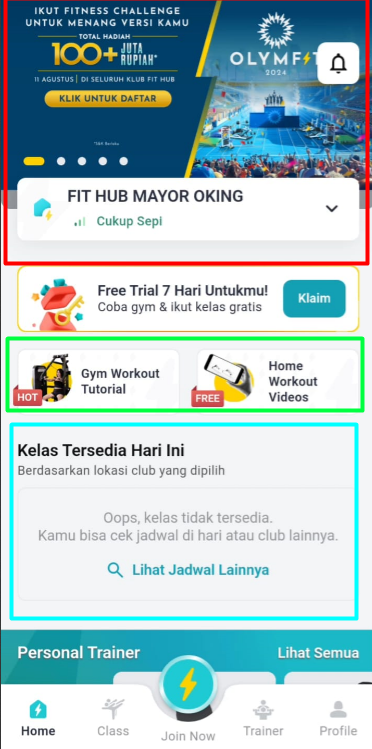 IKUT FITNESS CHALLENGE
UNTUK MENANG VERSI KAMU
TOTAL HADIAH
100+ JUTA RUPIAH*
11 AGUSTUS | DI SELURUH KLUB FIT HUB
KLIK UNTUK DAFTAR
OLYMFIT
2024
FIT HUB MAYOR OKING
Cukup Sepi
Free Trial 7 Hari Untukmu!
Coba gym & ikut kelas gratis
Klaim
Gym Workout
Tutorial
HOT
Home
Workout
Videos
FREE
Kelas Tersedia Hari Ini
Berdasarkan lokasi club yang dipilih
Oops, kelas tidak tersedia.
Kamu bisa cek jadwal di hari atau club lainnya.
Lihat Jadwal Lainnya
Personal Trainer
Lihat Semua
Home
Class
Join Now
Trainer
Profile